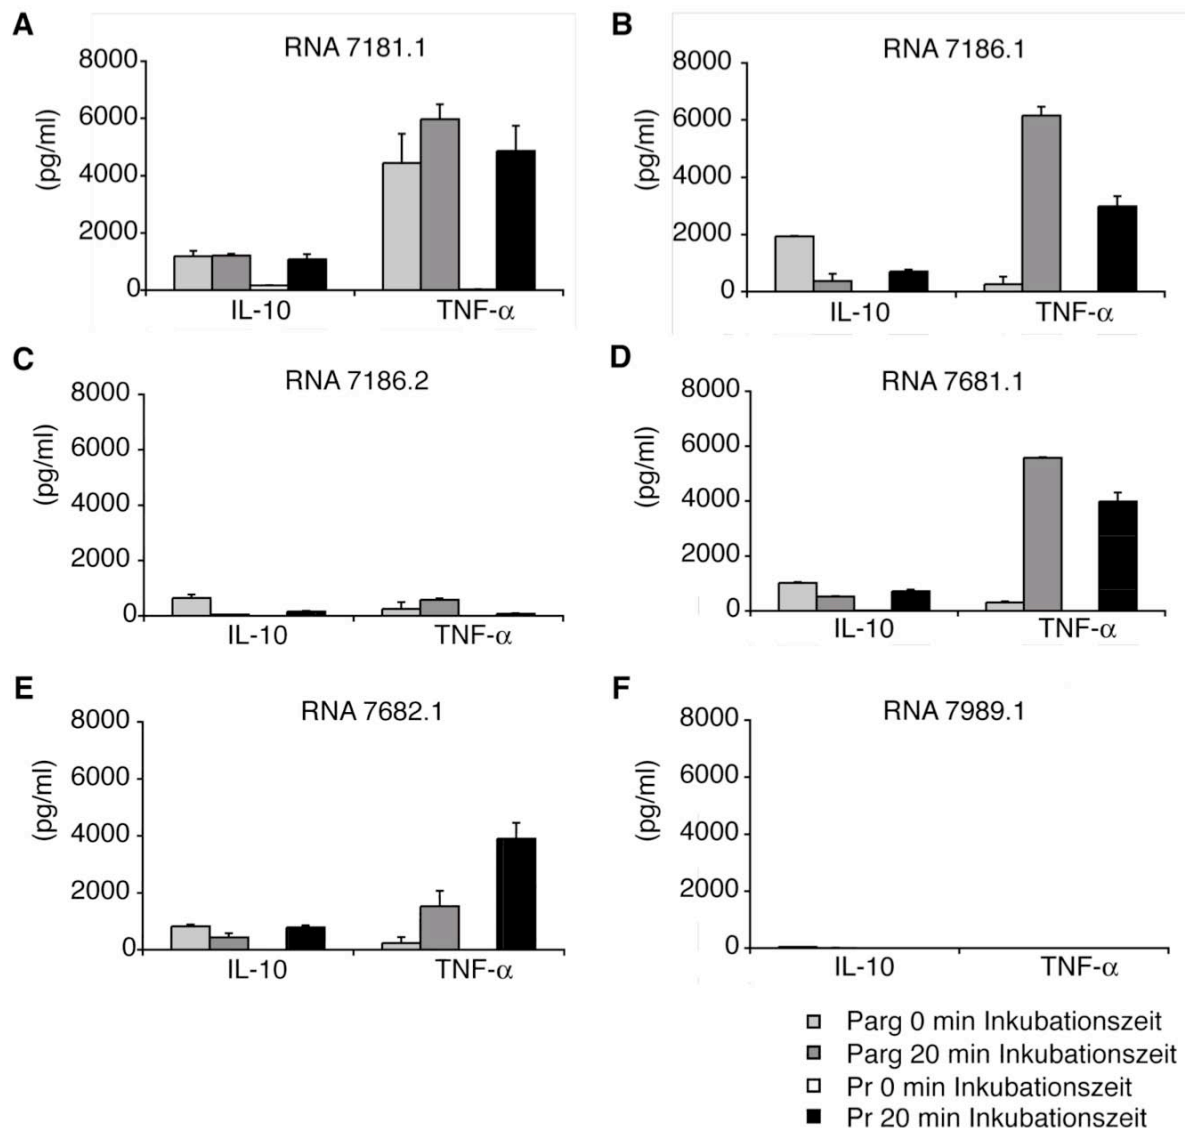 A
RNA 7181.1
8000
6000
4000
2000
0
(pg/ml)
IL-10 TNF-α
B
RNA 7186.1
8000
6000
4000
2000
0
(pg/ml)
IL-10 TNF-α
C
RNA 7186.2
8000
6000
4000
2000
0
(pg/ml)
IL-10 TNF-α
D
RNA 7681.1
8000
6000
4000
2000
0
(pg/ml)
IL-10 TNF-α
E
RNA 7682.1
8000
6000
4000
2000
0
(pg/ml)
IL-10 TNF-α
F
RNA 7989.1
8000
6000
4000
2000
0
(pg/ml)
IL-10 TNF-α
Parg 0 min Inkubationszeit
Parg 20 min Inkubationszeit
Pr 0 min Inkubationszeit
Pr 20 min Inkubationszeit